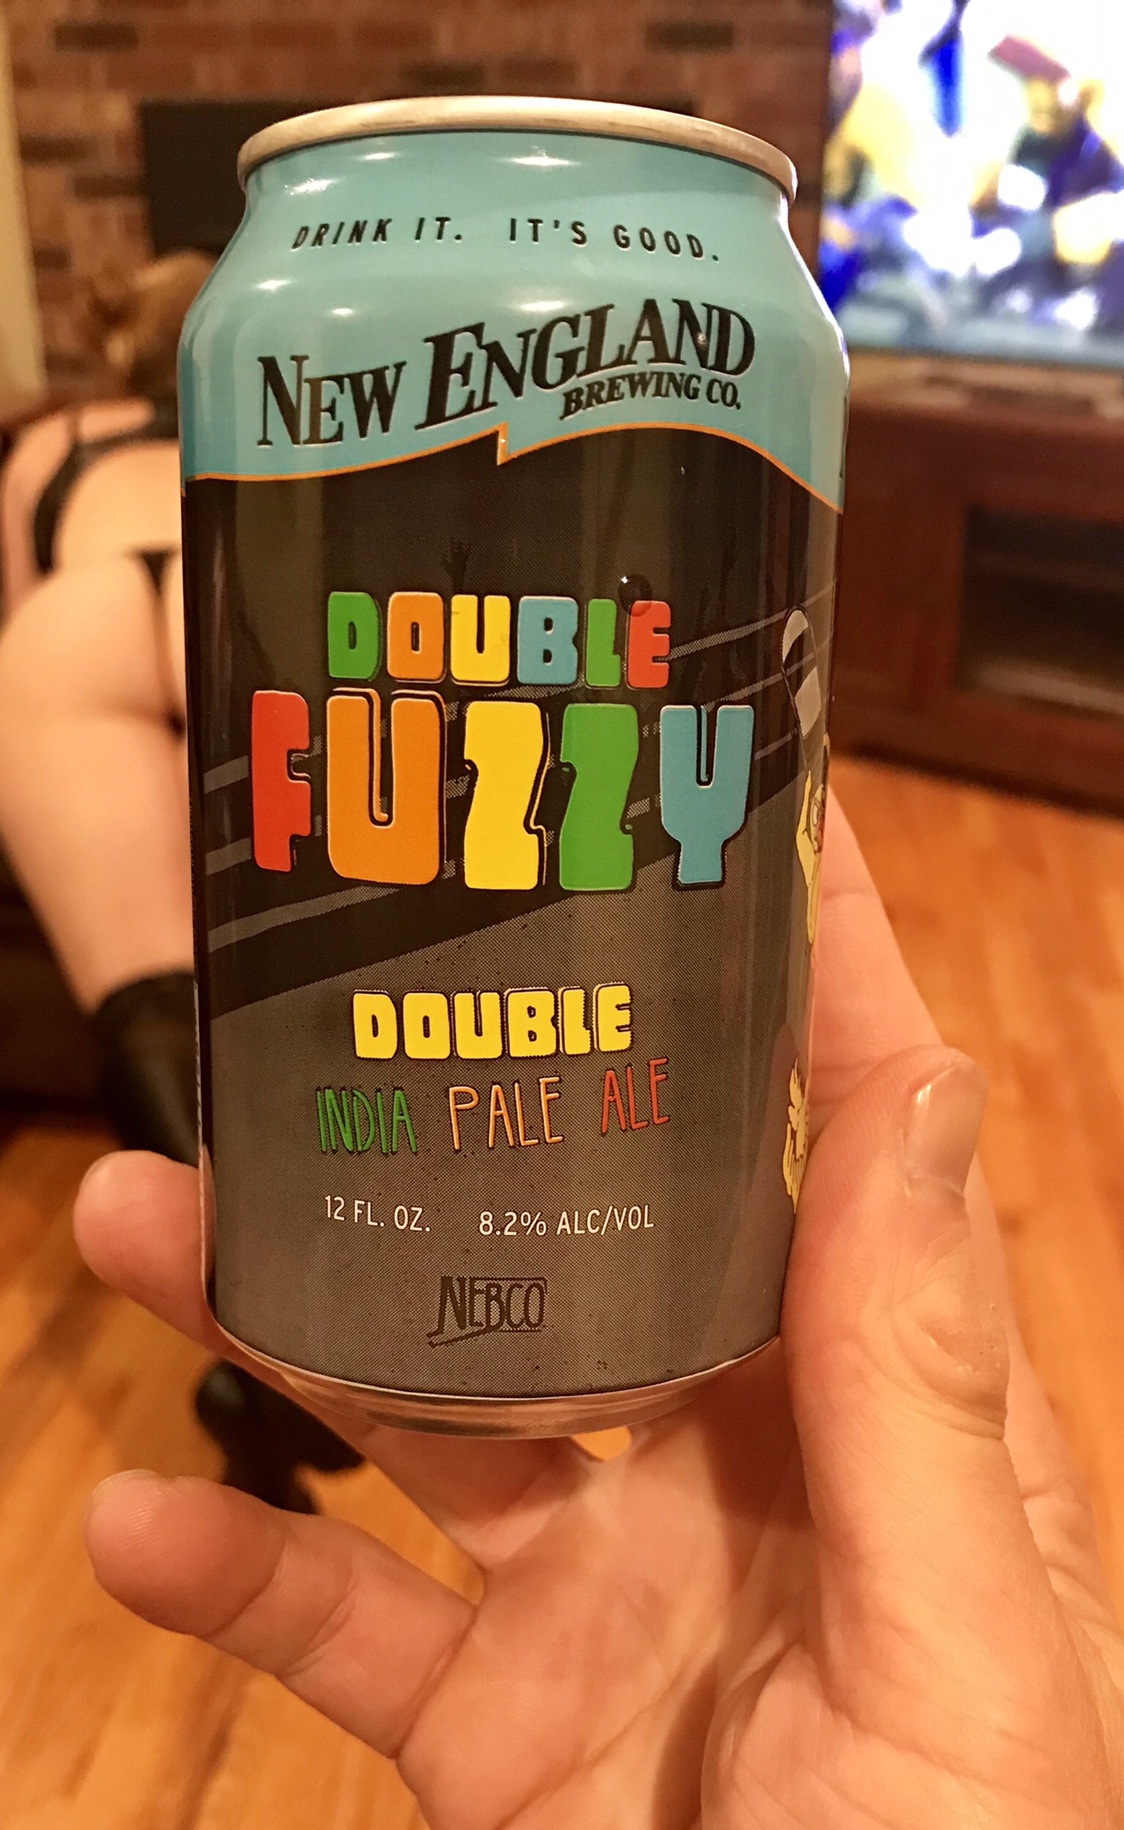 DRINK IT. IT'S GOOD.
NEW ENGLAND
BREWING CO.
DOUBLE
FUZZY
DOUBLE
INDIA PALE ALE
12 FL. OZ. 8.2% ALC/VOL
NEBCO